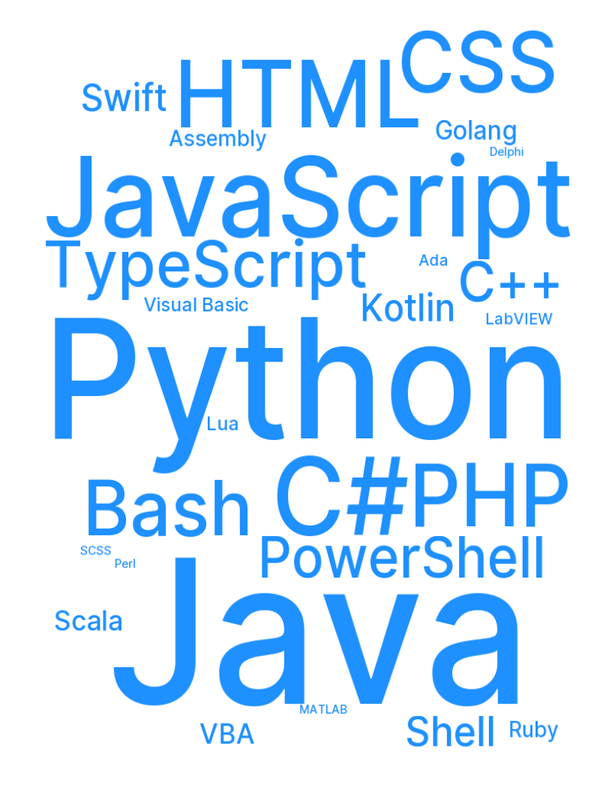 CSS
HTML
Swift
Golang
Assembly
Delphi
JavaScript
TypeScript
Ada
C++
Visual Basic
Kotlin
LabVIEW
Python
Lua
C#
PHP
Bash
PowerShell
SCSS
Perl
Java
Scala
MATLAB
VBA
Shell
Ruby